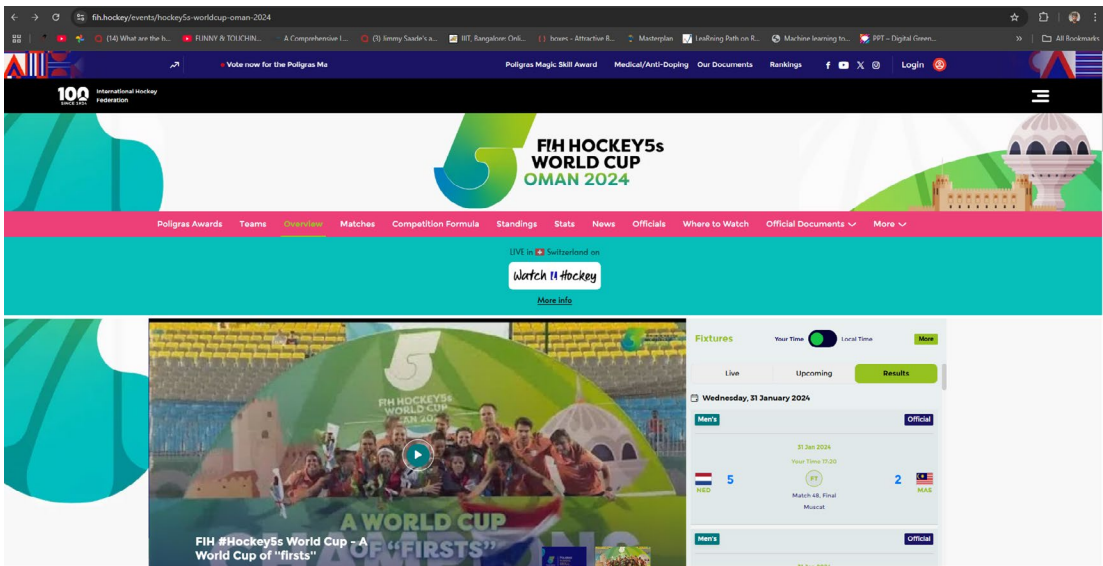 fih.hockey/events/hockey5s-worldcup-oman-2024
(14) What are the b... FUNNY & TOUCHIN... A Comprehensive I... (3) Jimmy Saade's a... IIIT, Bangalore: Onli... boxes - Attractive B... Masterplan LeaRning Path on R... Machine learning to... PPT – Digital Green... » All Bookmarks
Vote now for the Poligras Ma Poligras Magic Skill Award Medical/Anti-Doping Our Documents Rankings Login
100 International Hockey
SINCE 1924 Federation
5 FIH HOCKEY5s
WORLD CUP
OMAN 2024
Poligras Awards Teams Overview Matches Competition Formula Standings Stats News Officials Where to Watch Official Documents More
LIVE in Switzerland on
Watch Hockey
More info
5
FIH HOCKEY5s
WORLD CUP
A WORLD CUP
OF “FIRSTS”
FIH #Hockey5s World Cup - A
World Cup of "firsts"
Fixtures Your Time Local Time More
Live Upcoming Results
Wednesday, 31 January 2024
Men's Official
31 Jan 2024
Your Time 17:20
NED 5 FT 2 MAS
Match 48, Final
Muscat
Men's Official